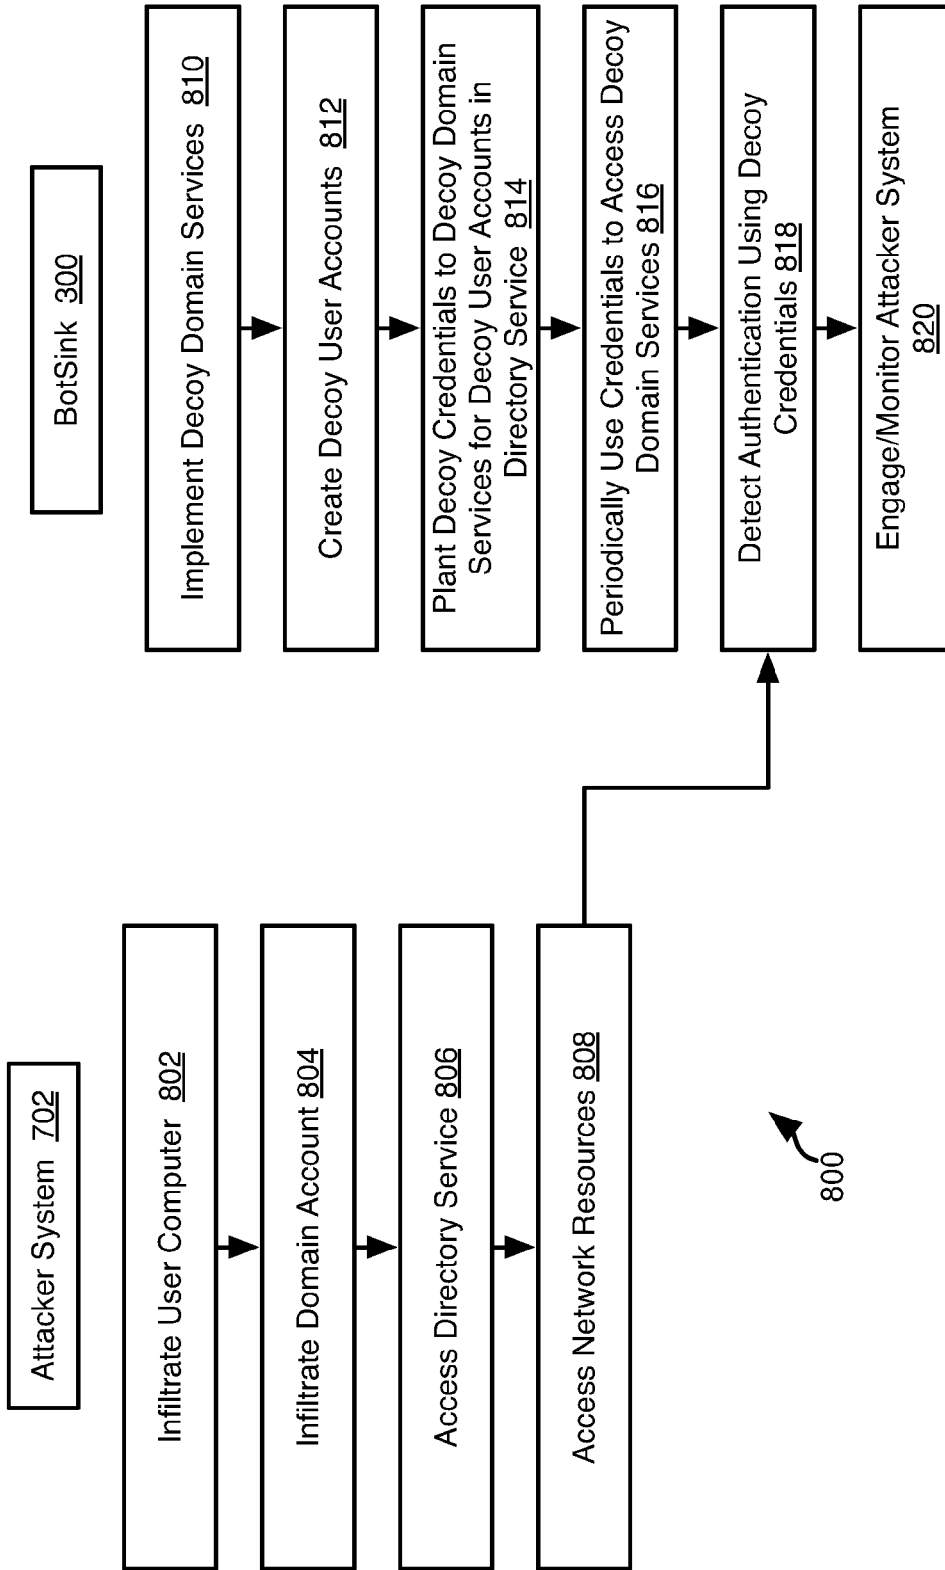 Attacker System 702
Infiltrate User Computer 802
Infiltrate Domain Account 804
Access Directory Service 806
Access Network Resources 808
800
BotSink 300
Implement Decoy Domain Services 810
Create Decoy User Accounts 812
Plant Decoy Credentials to Decoy Domain
Services for Decoy User Accounts in
Directory Service 814
Periodically Use Credentials to Access Decoy
Domain Services 816
Detect Authentication Using Decoy
Credentials 818
Engage/Monitor Attacker System
820